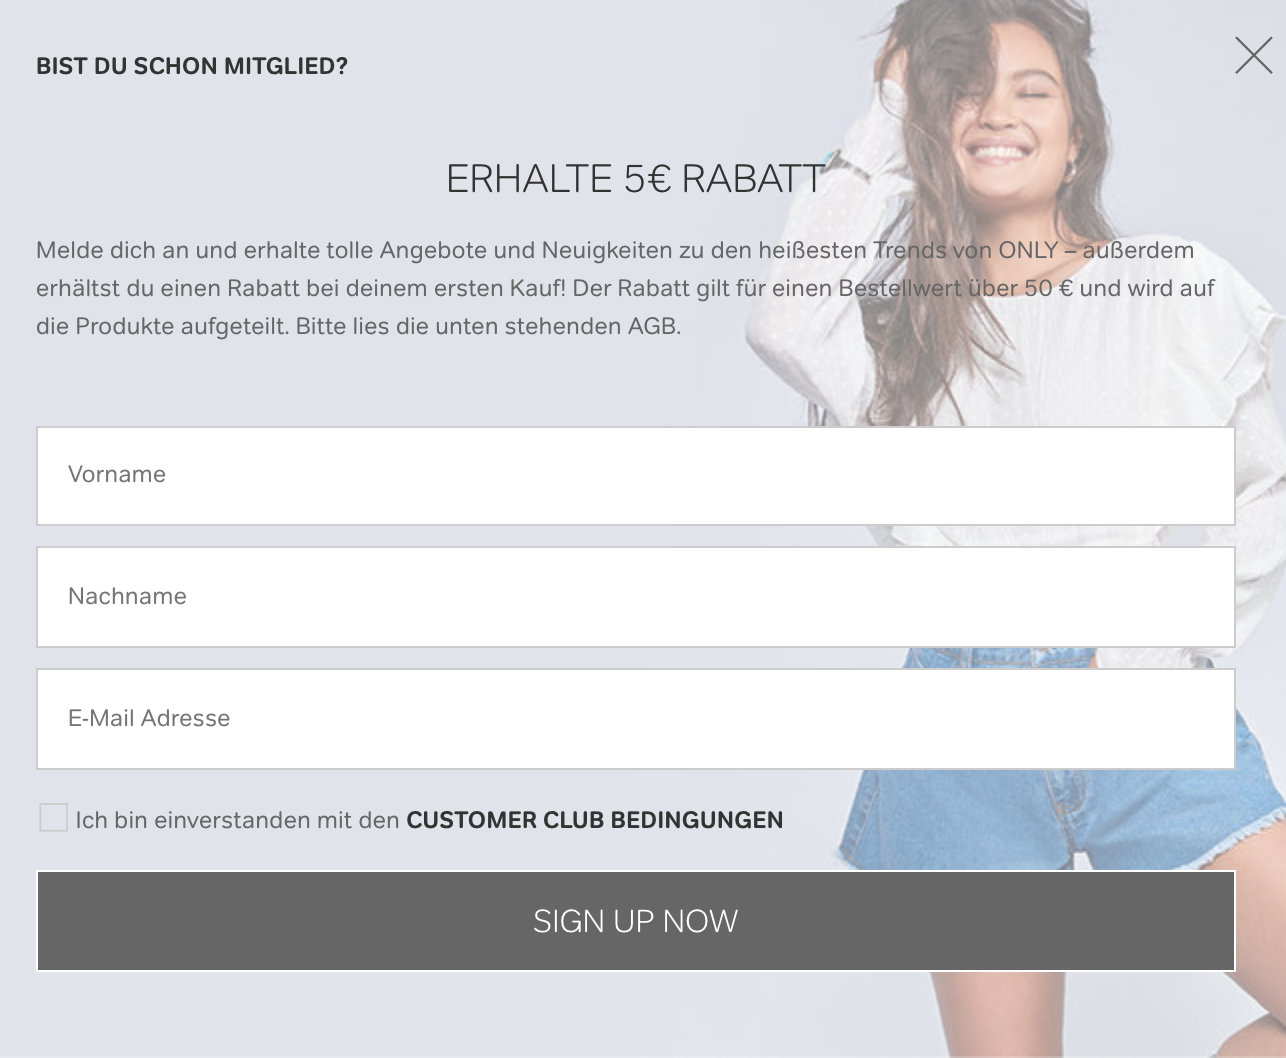 BIST DU SCHON MITGLIED?
ERHALTE 5€ RABATT
Melde dich an und erhalte tolle Angebote und Neuigkeiten zu den heißesten Trends von ONLY – außerdem
erhältst du einen Rabatt bei deinem ersten Kauf! Der Rabatt gilt für einen Bestellwert über 50 € und wird auf
die Produkte aufgeteilt. Bitte lies die unten stehenden AGB.
Vorname
Nachname
E-Mail Adresse
Ich bin einverstanden mit den CUSTOMER CLUB BEDINGUNGEN
SIGN UP NOW